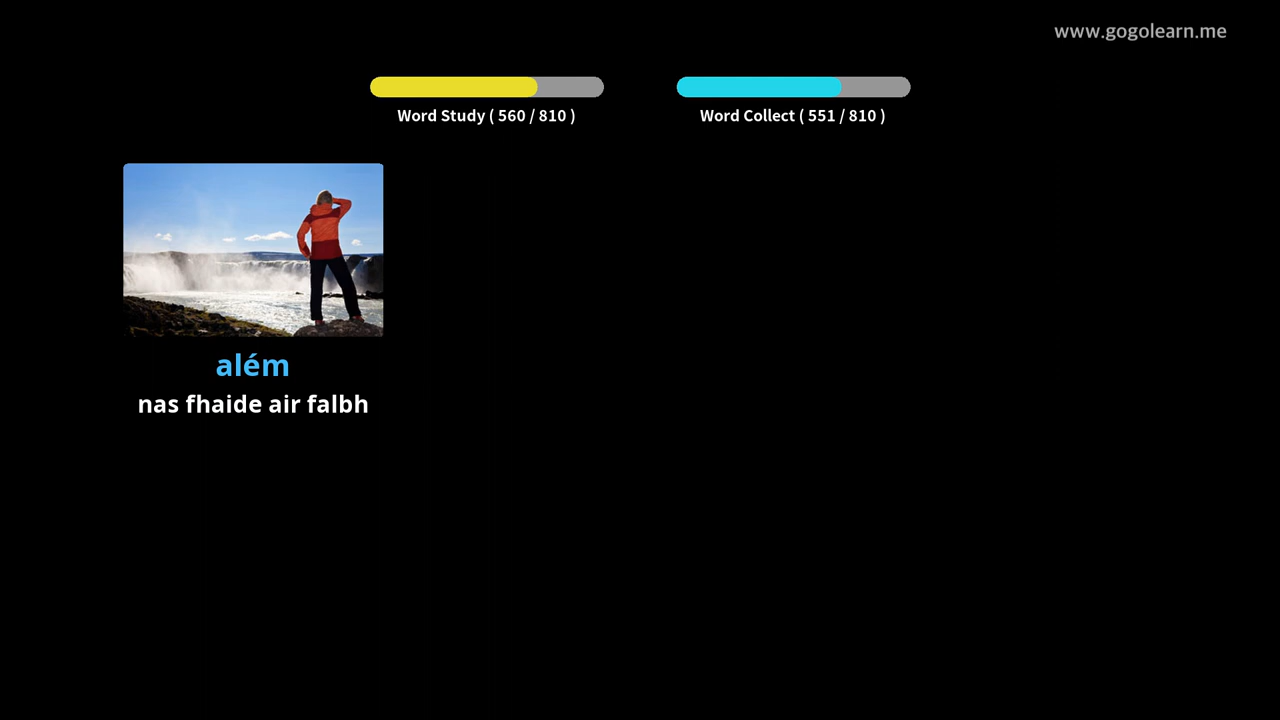 www.gogolearn.me
Word Study ( 560 / 810 )
Word Collect ( 551 / 810 )
além
nas fhaide air falbh